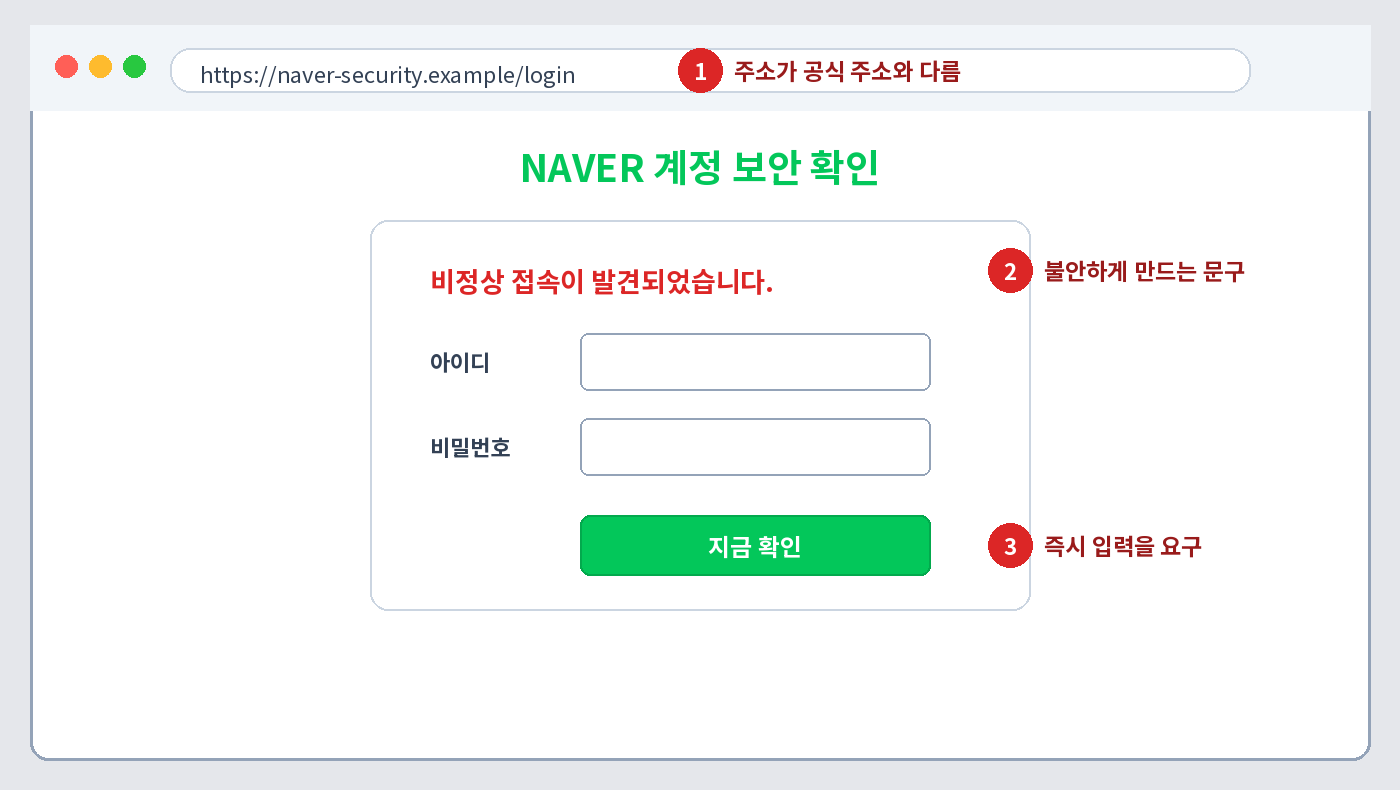 https://naver-security.example/login
1 주소가 공식 주소와 다름
NAVER 계정 보안 확인
비정상 접속이 발견되었습니다.
2 불안하게 만드는 문구
아이디
비밀번호
지금 확인
3 즉시 입력을 요구